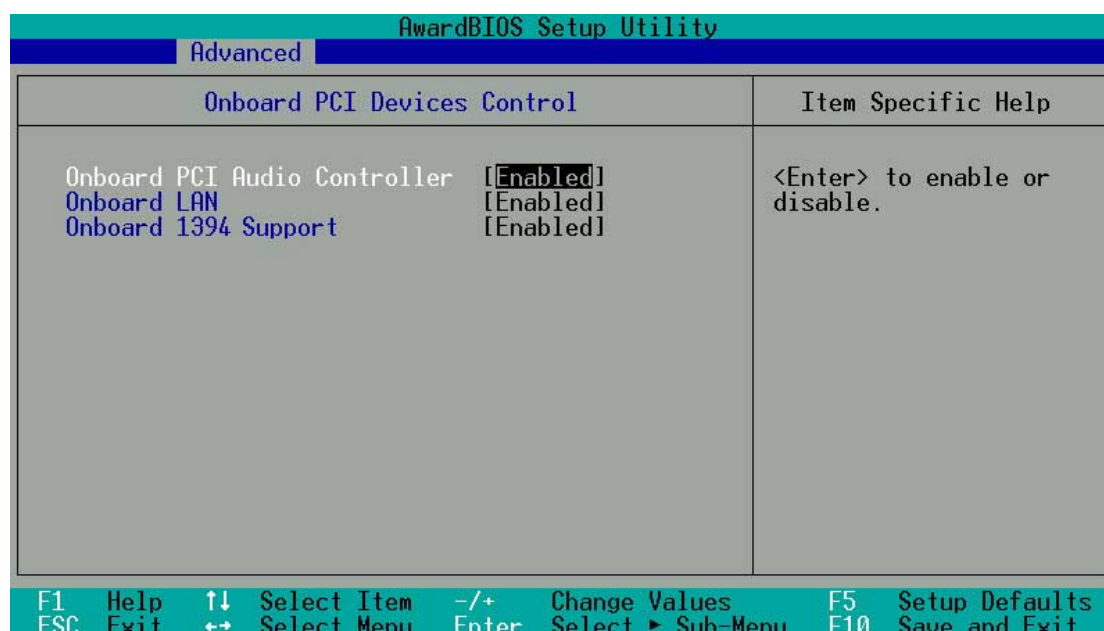 AwardBIOS Setup Utility
Advanced
Onboard PCI Devices Control
Item Specific Help
Onboard PCI Audio Controller [Enabled]
Onboard LAN [Enabled]
Onboard 1394 Support [Enabled]
<Enter> to enable or
disable.
F1 Help ↑↓ Select Item -/+ Change Values F5 Setup Defaults
ESC Exit ←→ Select Menu Enter Select ► Sub-Menu F10 Save and Exit